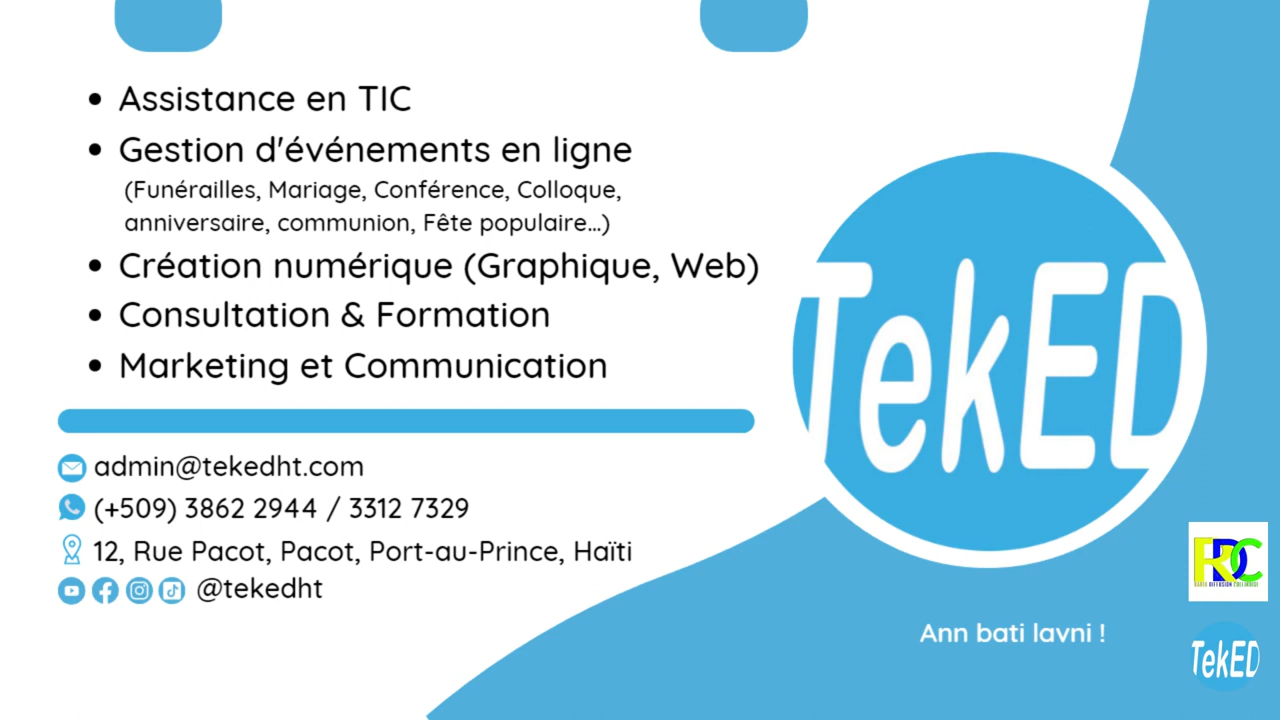 Assistance en TIC
Gestion d'événements en ligne
(Funérailles, Mariage, Conférence, Colloque,
anniversaire, communion, Fête populaire...)
Création numérique (Graphique, Web)
Consultation & Formation
Marketing et Communication
TekED
admin@tekedht.com
(+509) 3862 2944 / 3312 7329
12, Rue Pacot, Pacot, Port-au-Prince, Haïti
@tekedht
RDC
Ann bati lavni !
TekED